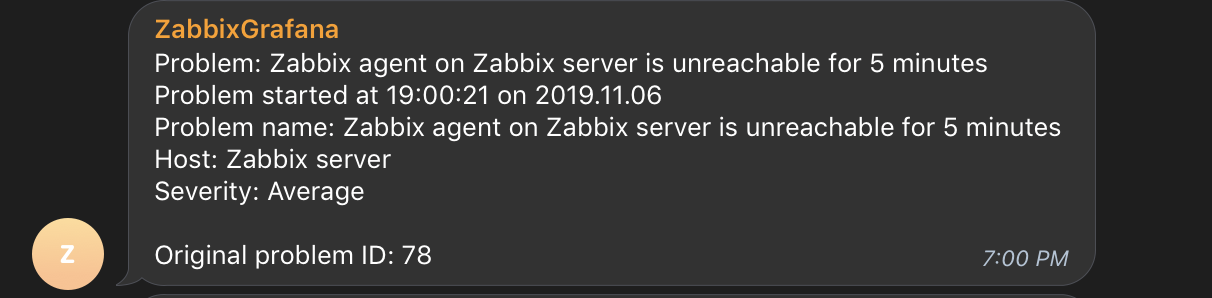 ZabbixGrafana
Problem: Zabbix agent on Zabbix server is unreachable for 5 minutes
Problem started at 19:00:21 on 2019.11.06
Problem name: Zabbix agent on Zabbix server is unreachable for 5 minutes
Host: Zabbix server
Severity: Average
Original problem ID: 78
7:00 PM
Z